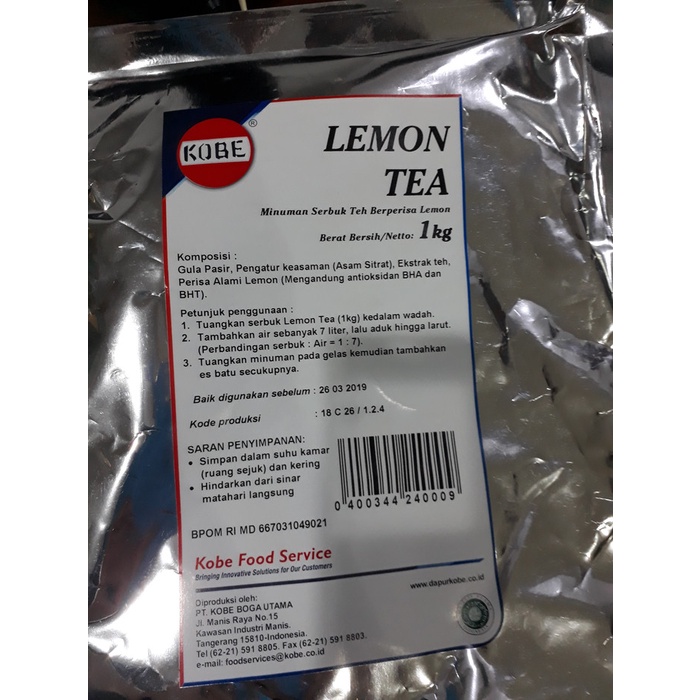 KOBE ®
LEMON
TEA
Minuman Serbuk Teh Berperisa Lemon
Berat Bersih/Netto: 1kg
Komposisi :
Gula Pasir, Pengatur keasaman (Asam Sitrat), Ekstrak teh,
Perisa Alami Lemon (Mengandung antioksidan BHA dan
BHT).
Petunjuk penggunaan :
1. Tuangkan serbuk Lemon Tea (1kg) kedalam wadah.
2. Tambahkan air sebanyak 7 liter, lalu aduk hingga larut.
(Perbandingan serbuk : Air = 1 : 7).
3. Tuangkan minuman pada gelas kemudian tambahkan
es batu secukupnya.
Baik digunakan sebelum : 26 03 2019
Kode produksi : 18 C 26 / 1.2.4
SARAN PENYIMPANAN:
• Simpan dalam suhu kamar
(ruang sejuk) dan kering
• Hindarkan dari sinar
matahari langsung
0 400344 240009
BPOM RI MD 667031049021
Kobe Food Service
Bringing Innovative Solutions for Our Customers
www.dapurkobe.co.id
Diproduksi oleh:
PT. KOBE BOGA UTAMA
Jl. Manis Raya No.15
Kawasan Industri Manis.
Tangerang 15810-Indonesia.
Tel (62-21) 591 8805. Fax (62-21) 591 8803.
e-mail: foodservices@kobe.co.id